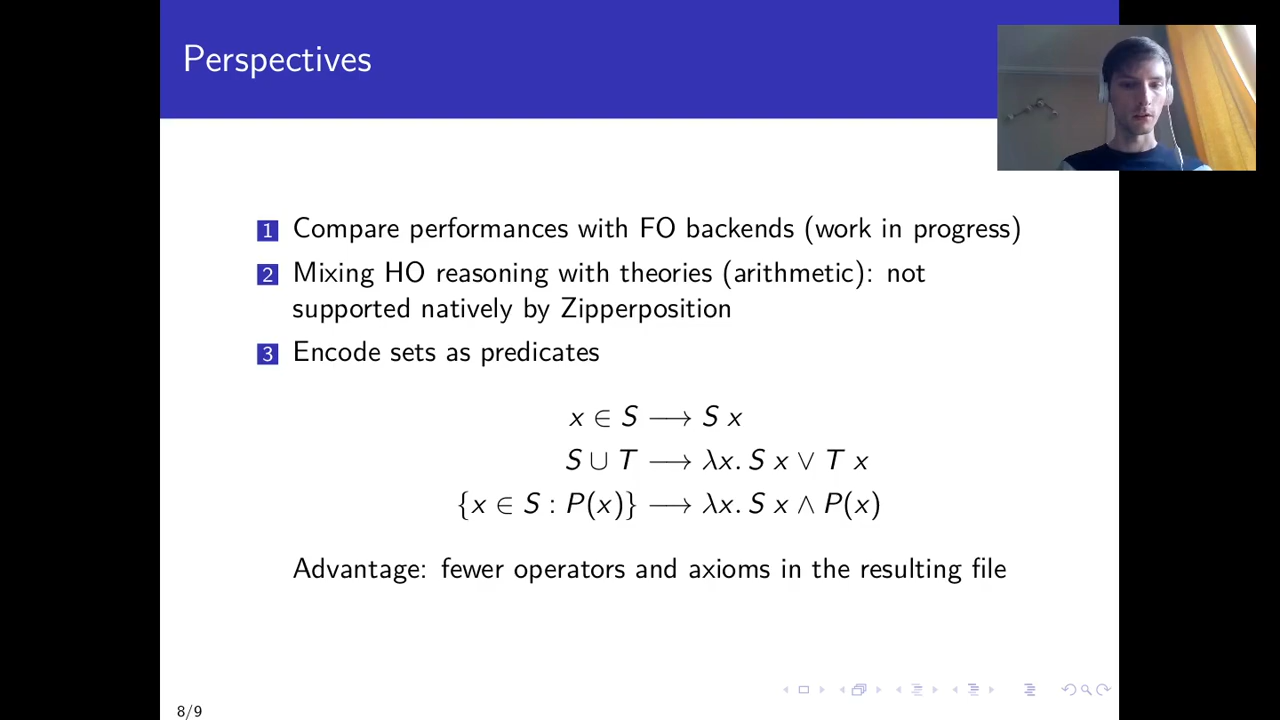 Perspectives
1 Compare performances with FO backends (work in progress)
2 Mixing HO reasoning with theories (arithmetic): not
supported natively by Zipperposition
3 Encode sets as predicates
x ∈ S ⟶ S x
S ∪ T ⟶ λx. S x ∨ T x
{x ∈ S : P(x)} ⟶ λx. S x ∧ P(x)
Advantage: fewer operators and axioms in the resulting file
8/9